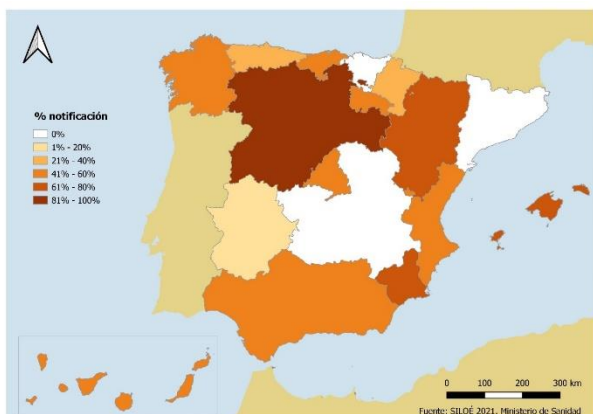 % notificación
0%
1% - 20%
21% - 40%
41% - 60%
61% - 80%
81% - 100%
0 100 200 300 km
Fuente: SILOÉ 2021. Ministerio de Sanidad